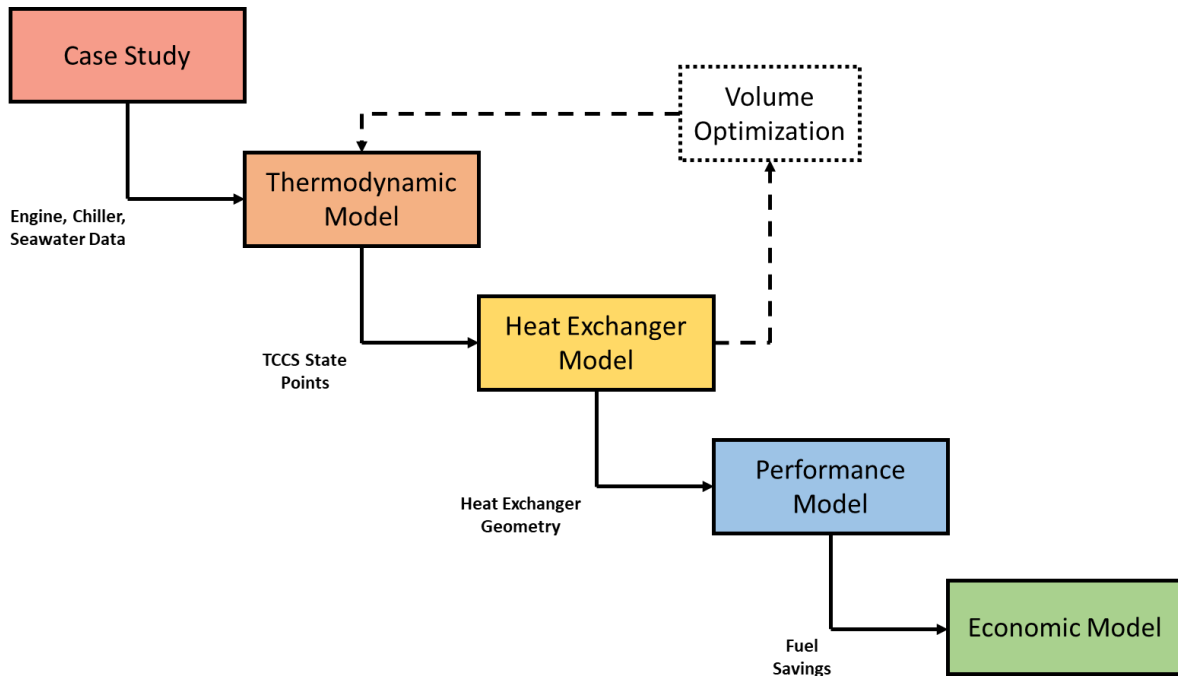 Case Study
Volume
Optimization
Thermodynamic
Model
Engine, Chiller,
Seawater Data
Heat Exchanger
Model
TCCS State
Points
Performance
Model
Heat Exchanger
Geometry
Economic Model
Fuel
Savings